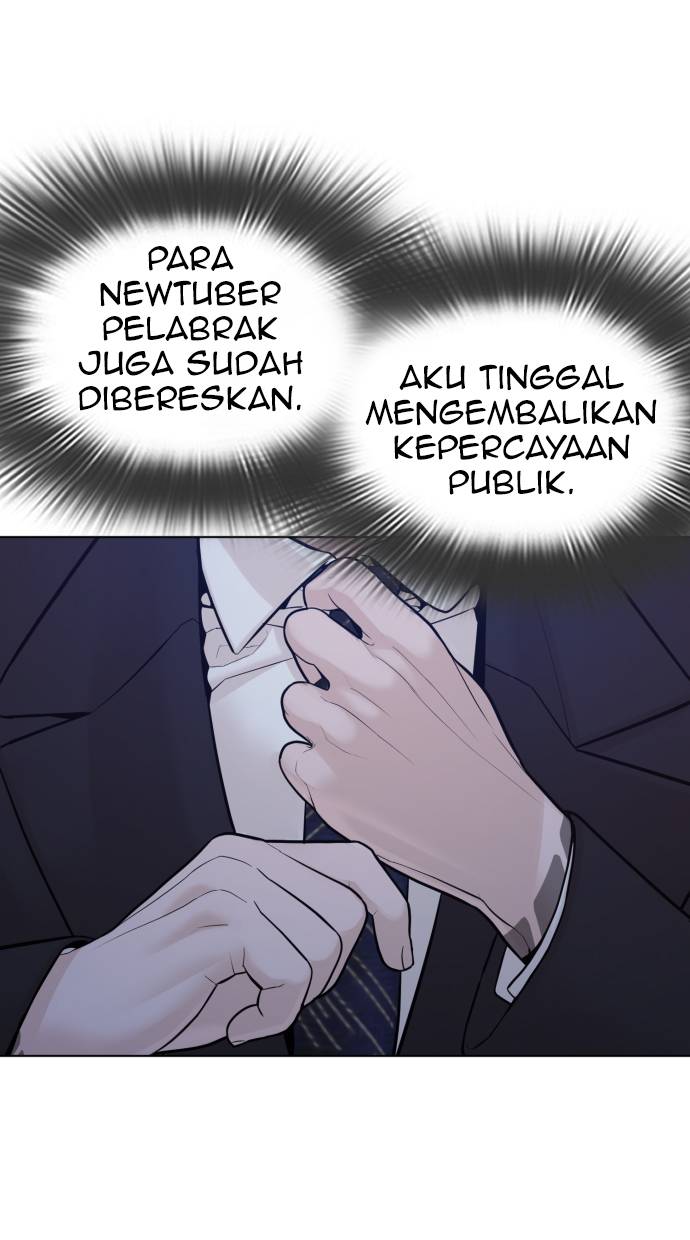 PARA
NEWTUBER
PELABRAK
JUGA SUDAH
DIBERESKAN.
AKU TINGGAL
MENGEMBALIKAN
KEPERCAYAAN
PUBLIK.